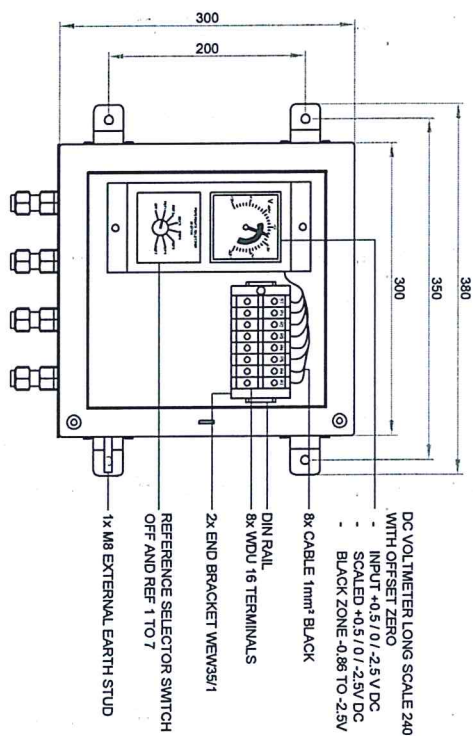 300
200
300
350
380
V
DC VOLTMETER LONG SCALE 240
WITH OFFSET ZERO
- INPUT +0,5 / 0 / -2,5 V DC
- SCALED +0,5 / 0 / -2,5V DC
- BLACK ZONE -0,86 TO -2,5V
8x CABLE 1mm² BLACK
DIN RAIL
8x WDU 16 TERMINALS
2x END BRACKET WEW35/1
REFERENCE SELECTOR SWITCH
OFF AND REF 1 TO 7
1x M8 EXTERNAL EARTH STUD